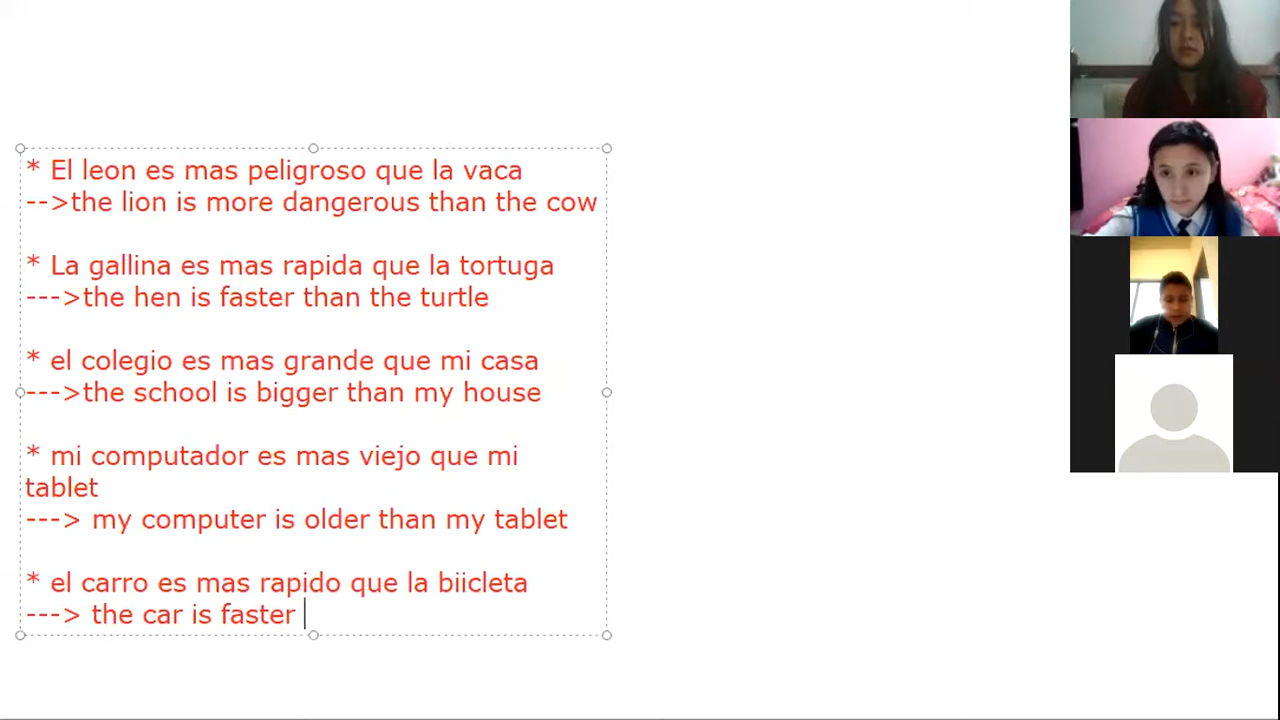 * El leon es mas peligroso que la vaca
-->the lion is more dangerous than the cow
* La gallina es mas rapida que la tortuga
--->the hen is faster than the turtle
* el colegio es mas grande que mi casa
--->the school is bigger than my house
* mi computador es mas viejo que mi
tablet
---> my computer is older than my tablet
* el carro es mas rapido que la biicleta
---> the car is faster